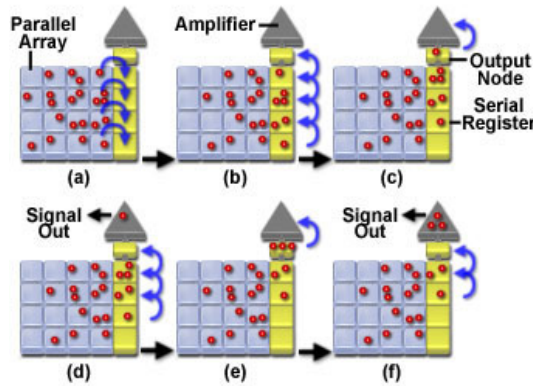 Parallel
Array
Amplifier
Output
Node
Serial
Register
(a)
(b)
(c)
Signal
Out
Signal
Out
(d)
(e)
(f)